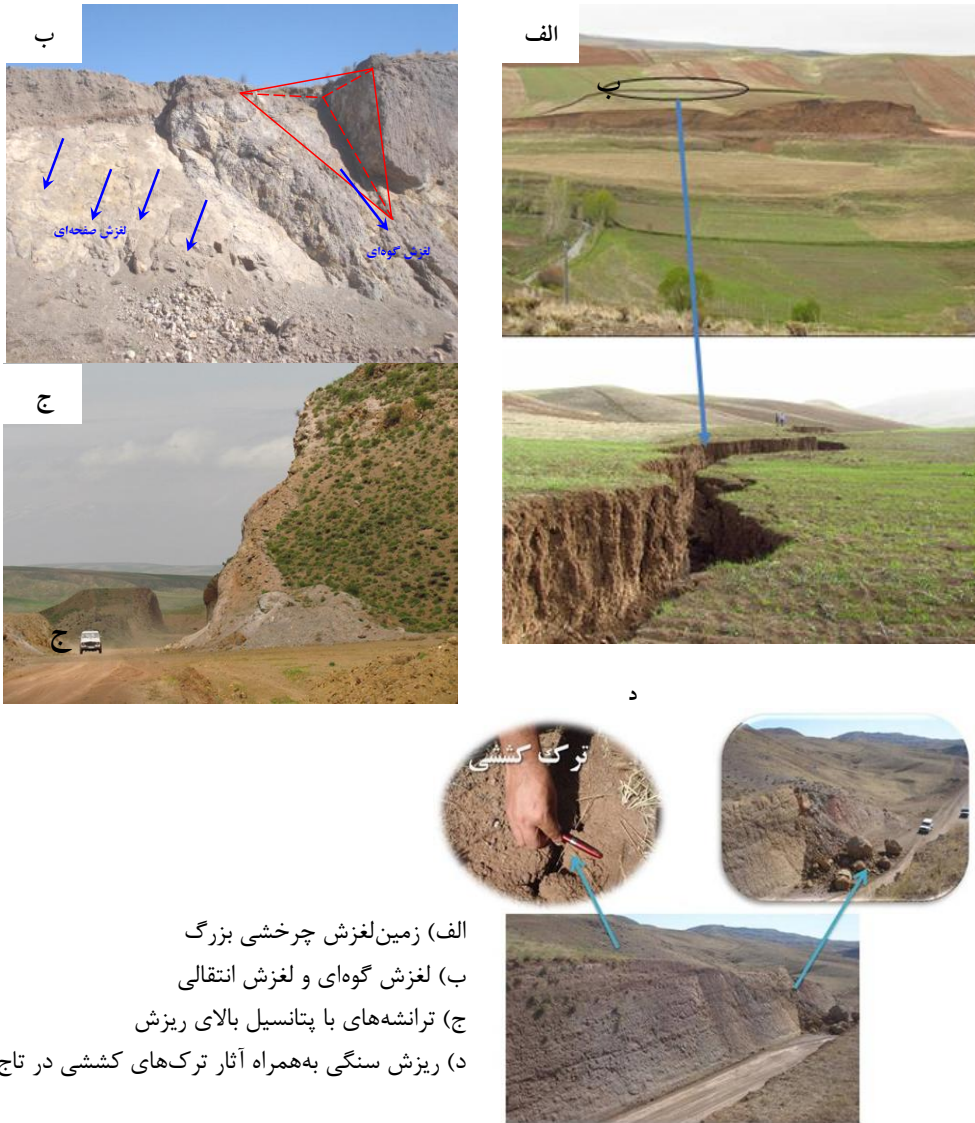 الف
ب
ب
لغزش صفحه‌ای
لغزش گوه‌ای
ج
ج
د
ترک کششی
الف) زمین‌لغزش چرخشی بزرگ
ب) لغزش گوه‌ای و لغزش انتقالی
ج) ترانشه‌های با پتانسیل بالای ریزش
د) ریزش سنگی به‌همراه آثار ترک‌های کششی در تاج